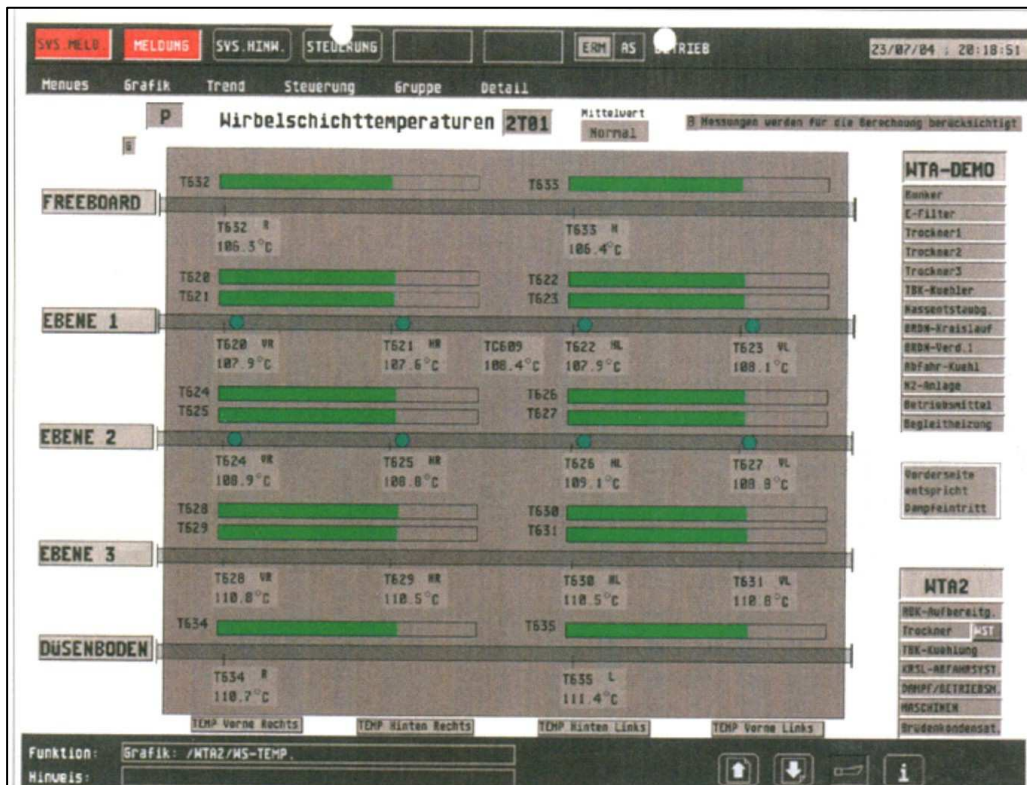 SVS.MELD. MELDUNG SVS.HINW. STEUERUNG ERM AS BETRIEB 23/07/04 : 20:18:51
Menues Grafik Trend Steuerung Gruppe Detail
P Wirbelschichttemperaturen 2T01 Mittelwert Normal
8 Messungen werden für die Berechnung berücksichtigt
G
T632 T633
FREEBOARD
T632 R T633 H
106.3°C 106.4°C
T620 T622
T621 T623
EBENE 1
T620 VR T621 HR TC609 T622 HL T623 VL
107.9°C 107.6°C 108.4°C 107.9°C 108.1°C
T624 T626
T625 T627
EBENE 2
T624 VR T625 HR T626 HL T627 VL
108.9°C 108.8°C 109.1°C 108.8°C
T628 T630
T629 T631
EBENE 3
T628 VR T629 HR T630 HL T631 VL
110.8°C 110.5°C 110.5°C 110.8°C
T634 T635
DÜSENBODEN
T634 R T635 L
110.7°C 111.4°C
TEMP Vorne Rechts TEMP Hinten Rechts TEMP Hinten Links TEMP Vorne Links
WTA-DEMO
Bunker
E-Filter
Trockner1
Trockner2
Trockner3
TBK-Kuehler
Nassentstaubg.
BRDN-Kreislauf
BRDN-Verd.1
Abfahr-Kuehl
N2-Anlage
Betriebsmittel
Begleitheizung
Vorderseite
entspricht
Dampfeintritt
WTA2
RBK-Aufbereitg.
Trockner WST
TBK-Kuehlung
KRSL-ABFAHRSYST.
DAMPF/BETRIEBSM.
MASCHINEN
Brudenkondensat.
Funktion: Grafik: /WTA2/WS-TEMP.
Hinweis:
i